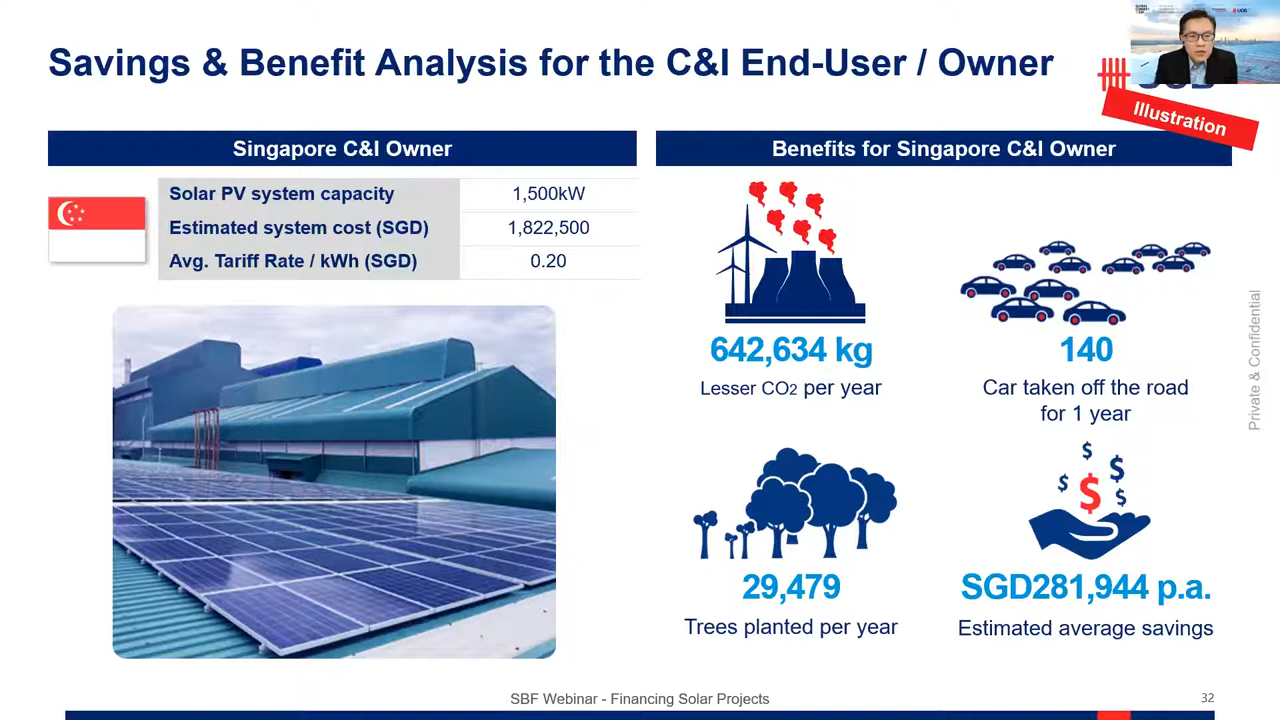 Savings & Benefit Analysis for the C&I End-User / Owner
Illustration
Singapore C&I Owner
Solar PV system capacity 1,500kW
Estimated system cost (SGD) 1,822,500
Avg. Tariff Rate / kWh (SGD) 0.20
Benefits for Singapore C&I Owner
642,634 kg
Lesser CO2 per year
140
Car taken off the road
for 1 year
29,479
Trees planted per year
SGD281,944 p.a.
Estimated average savings
Private & Confidential
SBF Webinar - Financing Solar Projects
32